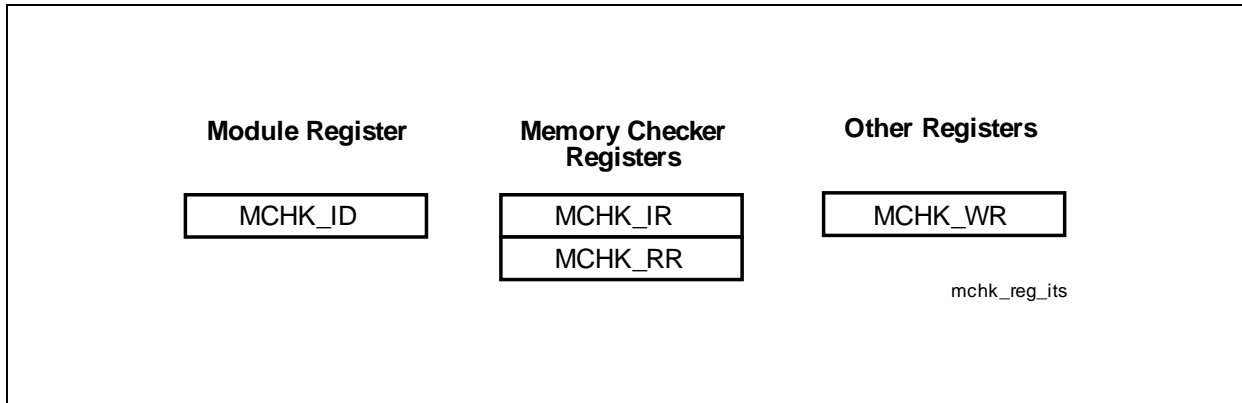 Module Register
MCHK_ID
Memory Checker
Registers
MCHK_IR
MCHK_RR
Other Registers
MCHK_WR
mchk_reg_its